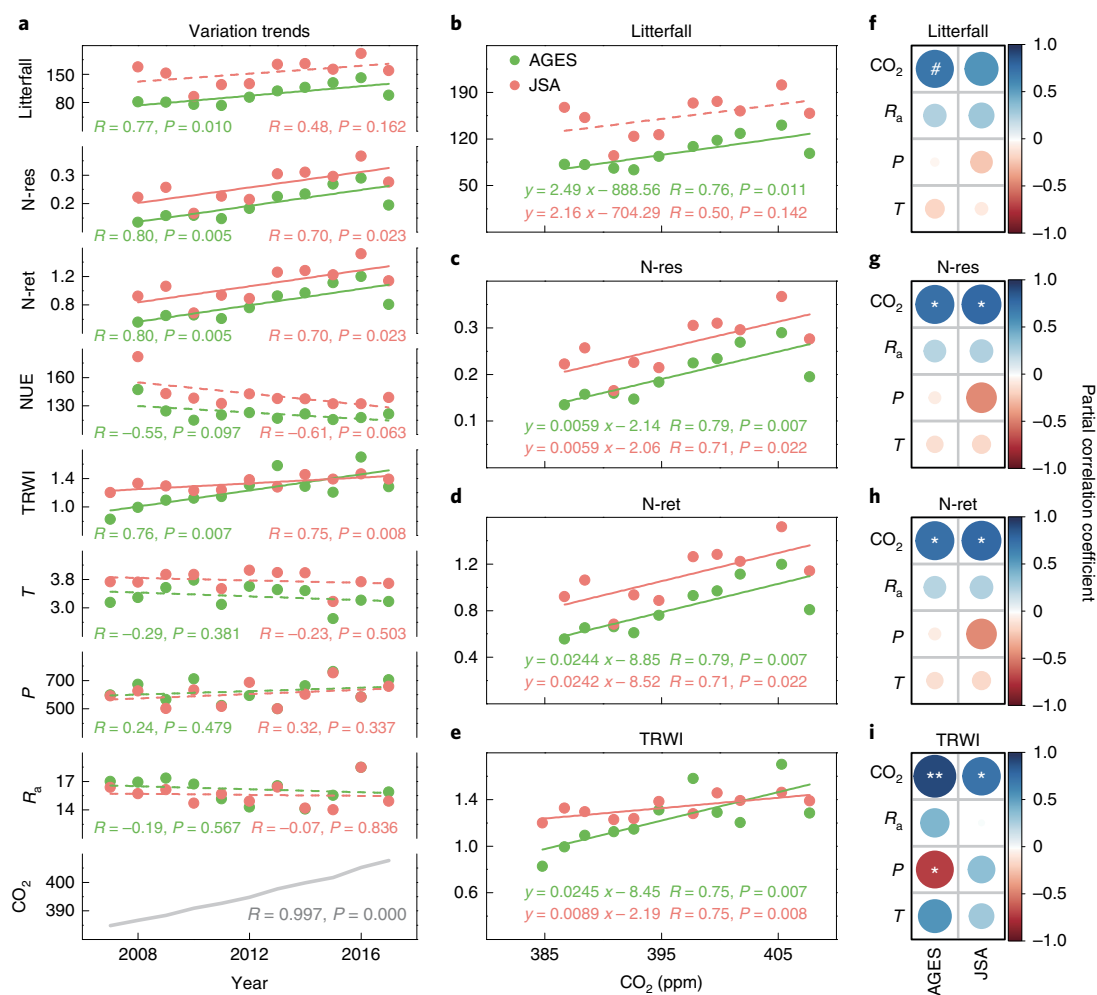 a
Variation trends
Litterfall
150
80
R = 0.77, P = 0.010
R = 0.48, P = 0.162
N-res
0.3
0.2
R = 0.80, P = 0.005
R = 0.70, P = 0.023
N-ret
1.2
0.8
R = 0.80, P = 0.005
R = 0.70, P = 0.023
NUE
160
130
R = −0.55, P = 0.097
R = −0.61, P = 0.063
TRWI
1.4
1.0
R = 0.76, P = 0.007
R = 0.75, P = 0.008
T
3.8
3.0
R = −0.29, P = 0.381
R = −0.23, P = 0.503
P
700
500
R = 0.24, P = 0.479
R = 0.32, P = 0.337
Ra
17
14
R = −0.19, P = 0.567
R = −0.07, P = 0.836
CO2
400
390
R = 0.997, P = 0.000
2008
2012
2016
Year
b
Litterfall
AGES
JSA
190
120
50
y = 2.49 x − 888.56 R = 0.76, P = 0.011
y = 2.16 x − 704.29 R = 0.50, P = 0.142
c
N-res
0.3
0.2
0.1
y = 0.0059 x − 2.14 R = 0.79, P = 0.007
y = 0.0059 x − 2.06 R = 0.71, P = 0.022
d
N-ret
1.2
0.8
0.4
y = 0.0244 x − 8.85 R = 0.79, P = 0.007
y = 0.0242 x − 8.52 R = 0.71, P = 0.022
e
TRWI
1.4
1.0
0.6
y = 0.0245 x − 8.45 R = 0.75, P = 0.007
y = 0.0089 x − 2.19 R = 0.75, P = 0.008
385
395
405
CO2 (ppm)
f
Litterfall
CO2
#
Ra
P
T
1.0
0.5
0
−0.5
−1.0
g
N-res
CO2
*
*
Ra
P
T
1.0
0.5
0
−0.5
−1.0
h
N-ret
CO2
*
*
Ra
P
T
1.0
0.5
0
−0.5
−1.0
i
TRWI
CO2
**
*
Ra
P
*
T
1.0
0.5
0
−0.5
−1.0
AGES
JSA
Partial correlation coefficient